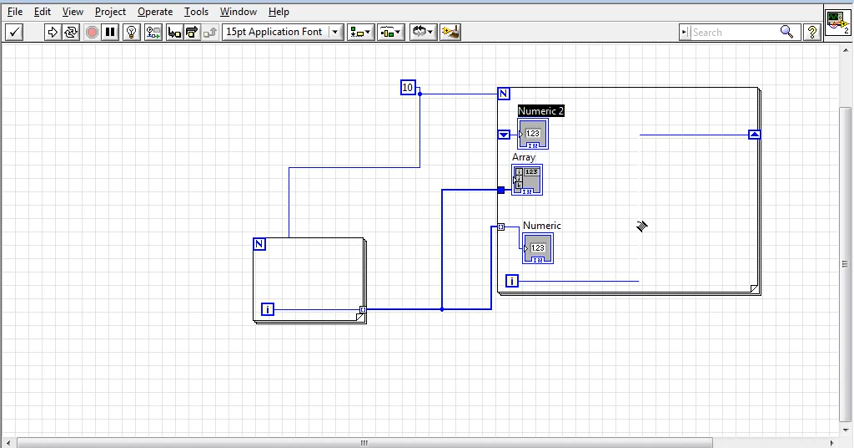 File Edit View Project Operate Tools Window Help
15pt Application Font
Search
?
2
10
N
Numeric 2
123
Array
123
Numeric
123
i
N
i